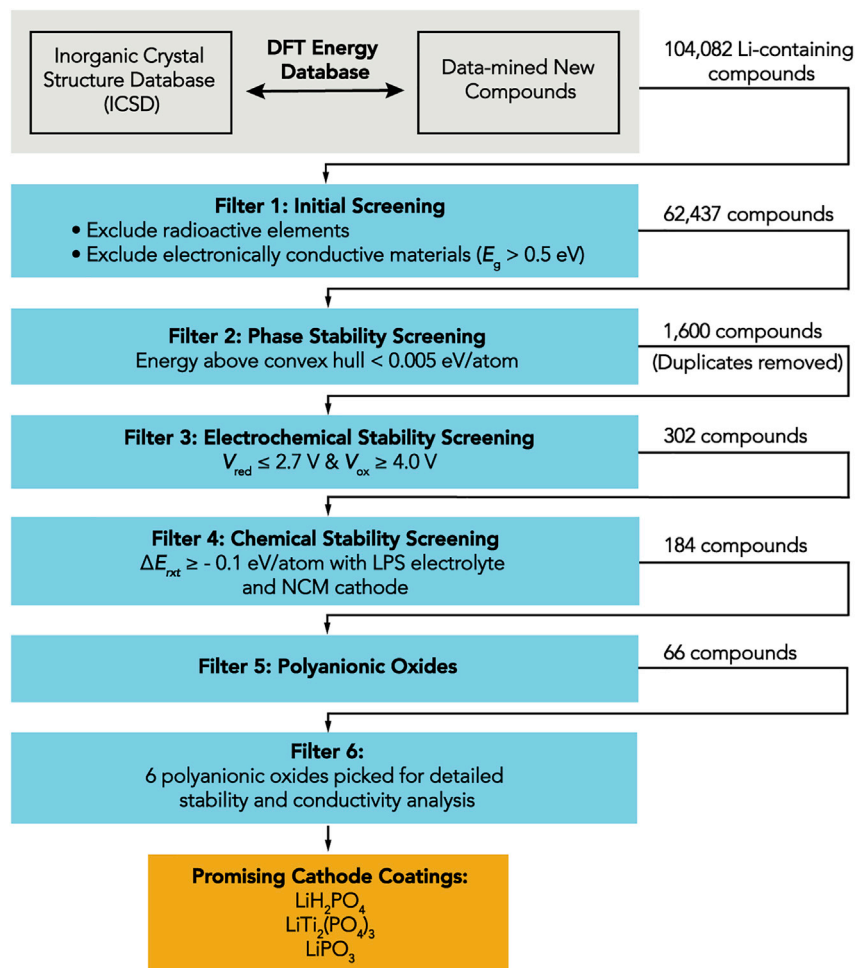 Inorganic Crystal
Structure Database
(ICSD)
DFT Energy
Database
Data-mined New
Compounds
104,082 Li-containing
compounds
Filter 1: Initial Screening
• Exclude radioactive elements
• Exclude electronically conductive materials (E_g > 0.5 eV)
62,437 compounds
Filter 2: Phase Stability Screening
Energy above convex hull < 0.005 eV/atom
1,600 compounds
(Duplicates removed)
Filter 3: Electrochemical Stability Screening
V_red ≤ 2.7 V & V_ox ≥ 4.0 V
302 compounds
Filter 4: Chemical Stability Screening
ΔE_rxt ≥ - 0.1 eV/atom with LPS electrolyte
and NCM cathode
184 compounds
Filter 5: Polyanionic Oxides
66 compounds
Filter 6:
6 polyanionic oxides picked for detailed
stability and conductivity analysis
Promising Cathode Coatings:
LiH₂PO₄
LiTi₂(PO₄)₃
LiPO₃